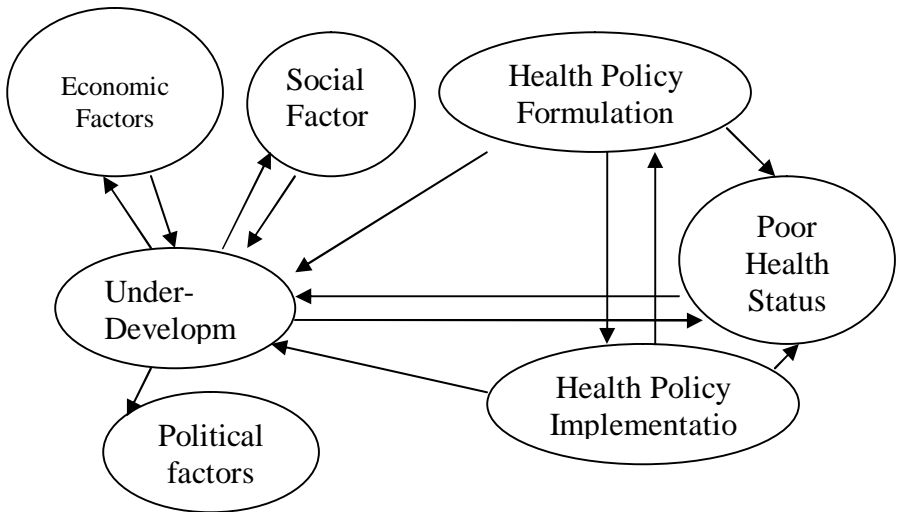 Economic
Factors
Social
Factor
Health Policy
Formulation
Poor
Health
Status
Under-
Developm
Health Policy
Implementatio
Political
factors